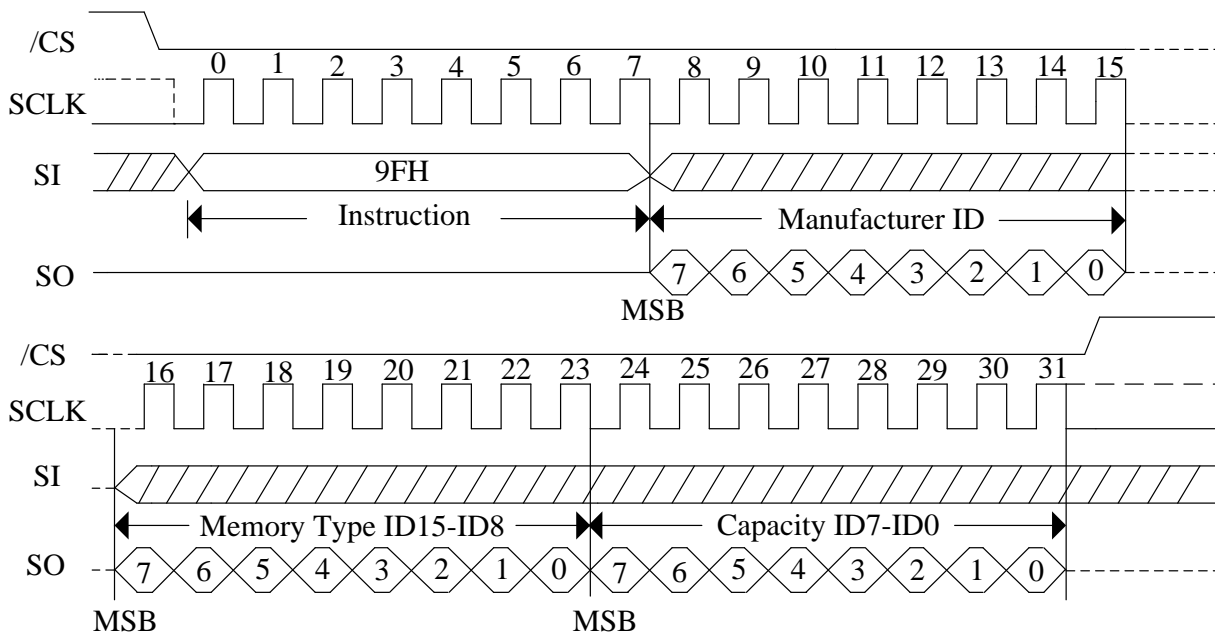 /CS
0 1 2 3 4 5 6 7 8 9 10 11 12 13 14 15
SCLK
SI 9FH
Instruction Manufacturer ID
SO 7 6 5 4 3 2 1 0
MSB
/CS
16 17 18 19 20 21 22 23 24 25 26 27 28 29 30 31
SCLK
SI
Memory Type ID15-ID8 Capacity ID7-ID0
SO 7 6 5 4 3 2 1 0 7 6 5 4 3 2 1 0
MSB MSB